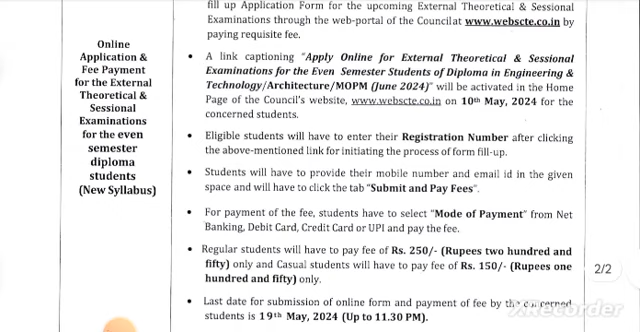 fill up Application Form for the upcoming External Theoretical & Sessional
Examinations through the web-portal of the Council at www.webscte.co.in by
paying requisite fee.
Online
Application &
Fee Payment
for the External
Theoretical &
Sessional
Examinations
for the even
semester
diploma
students
(New Syllabus)
• A link captioning "Apply Online for External Theoretical & Sessional
Examinations for the Even Semester Students of Diploma in Engineering &
Technology/Architecture/MOPM (June 2024)" will be activated in the Home
Page of the Council's website, www.webscte.co.in on 10th May, 2024 for the
concerned students.
• Eligible students will have to enter their Registration Number after clicking
the above-mentioned link for initiating the process of form fill-up.
• Students will have to provide their mobile number and email id in the given
space and will have to click the tab "Submit and Pay Fees".
• For payment of the fee, students have to select "Mode of Payment" from Net
Banking, Debit Card, Credit Card or UPI and pay the fee.
• Regular students will have to pay fee of Rs. 250/- (Rupees two hundred and
fifty) only and Casual students will have to pay fee of Rs. 150/- (Rupees one
hundred and fifty) only.
• Last date for submission of online form and payment of fee by the concerned
students is 19th May, 2024 (Up to 11.30 PM).
2/2
XRecorder